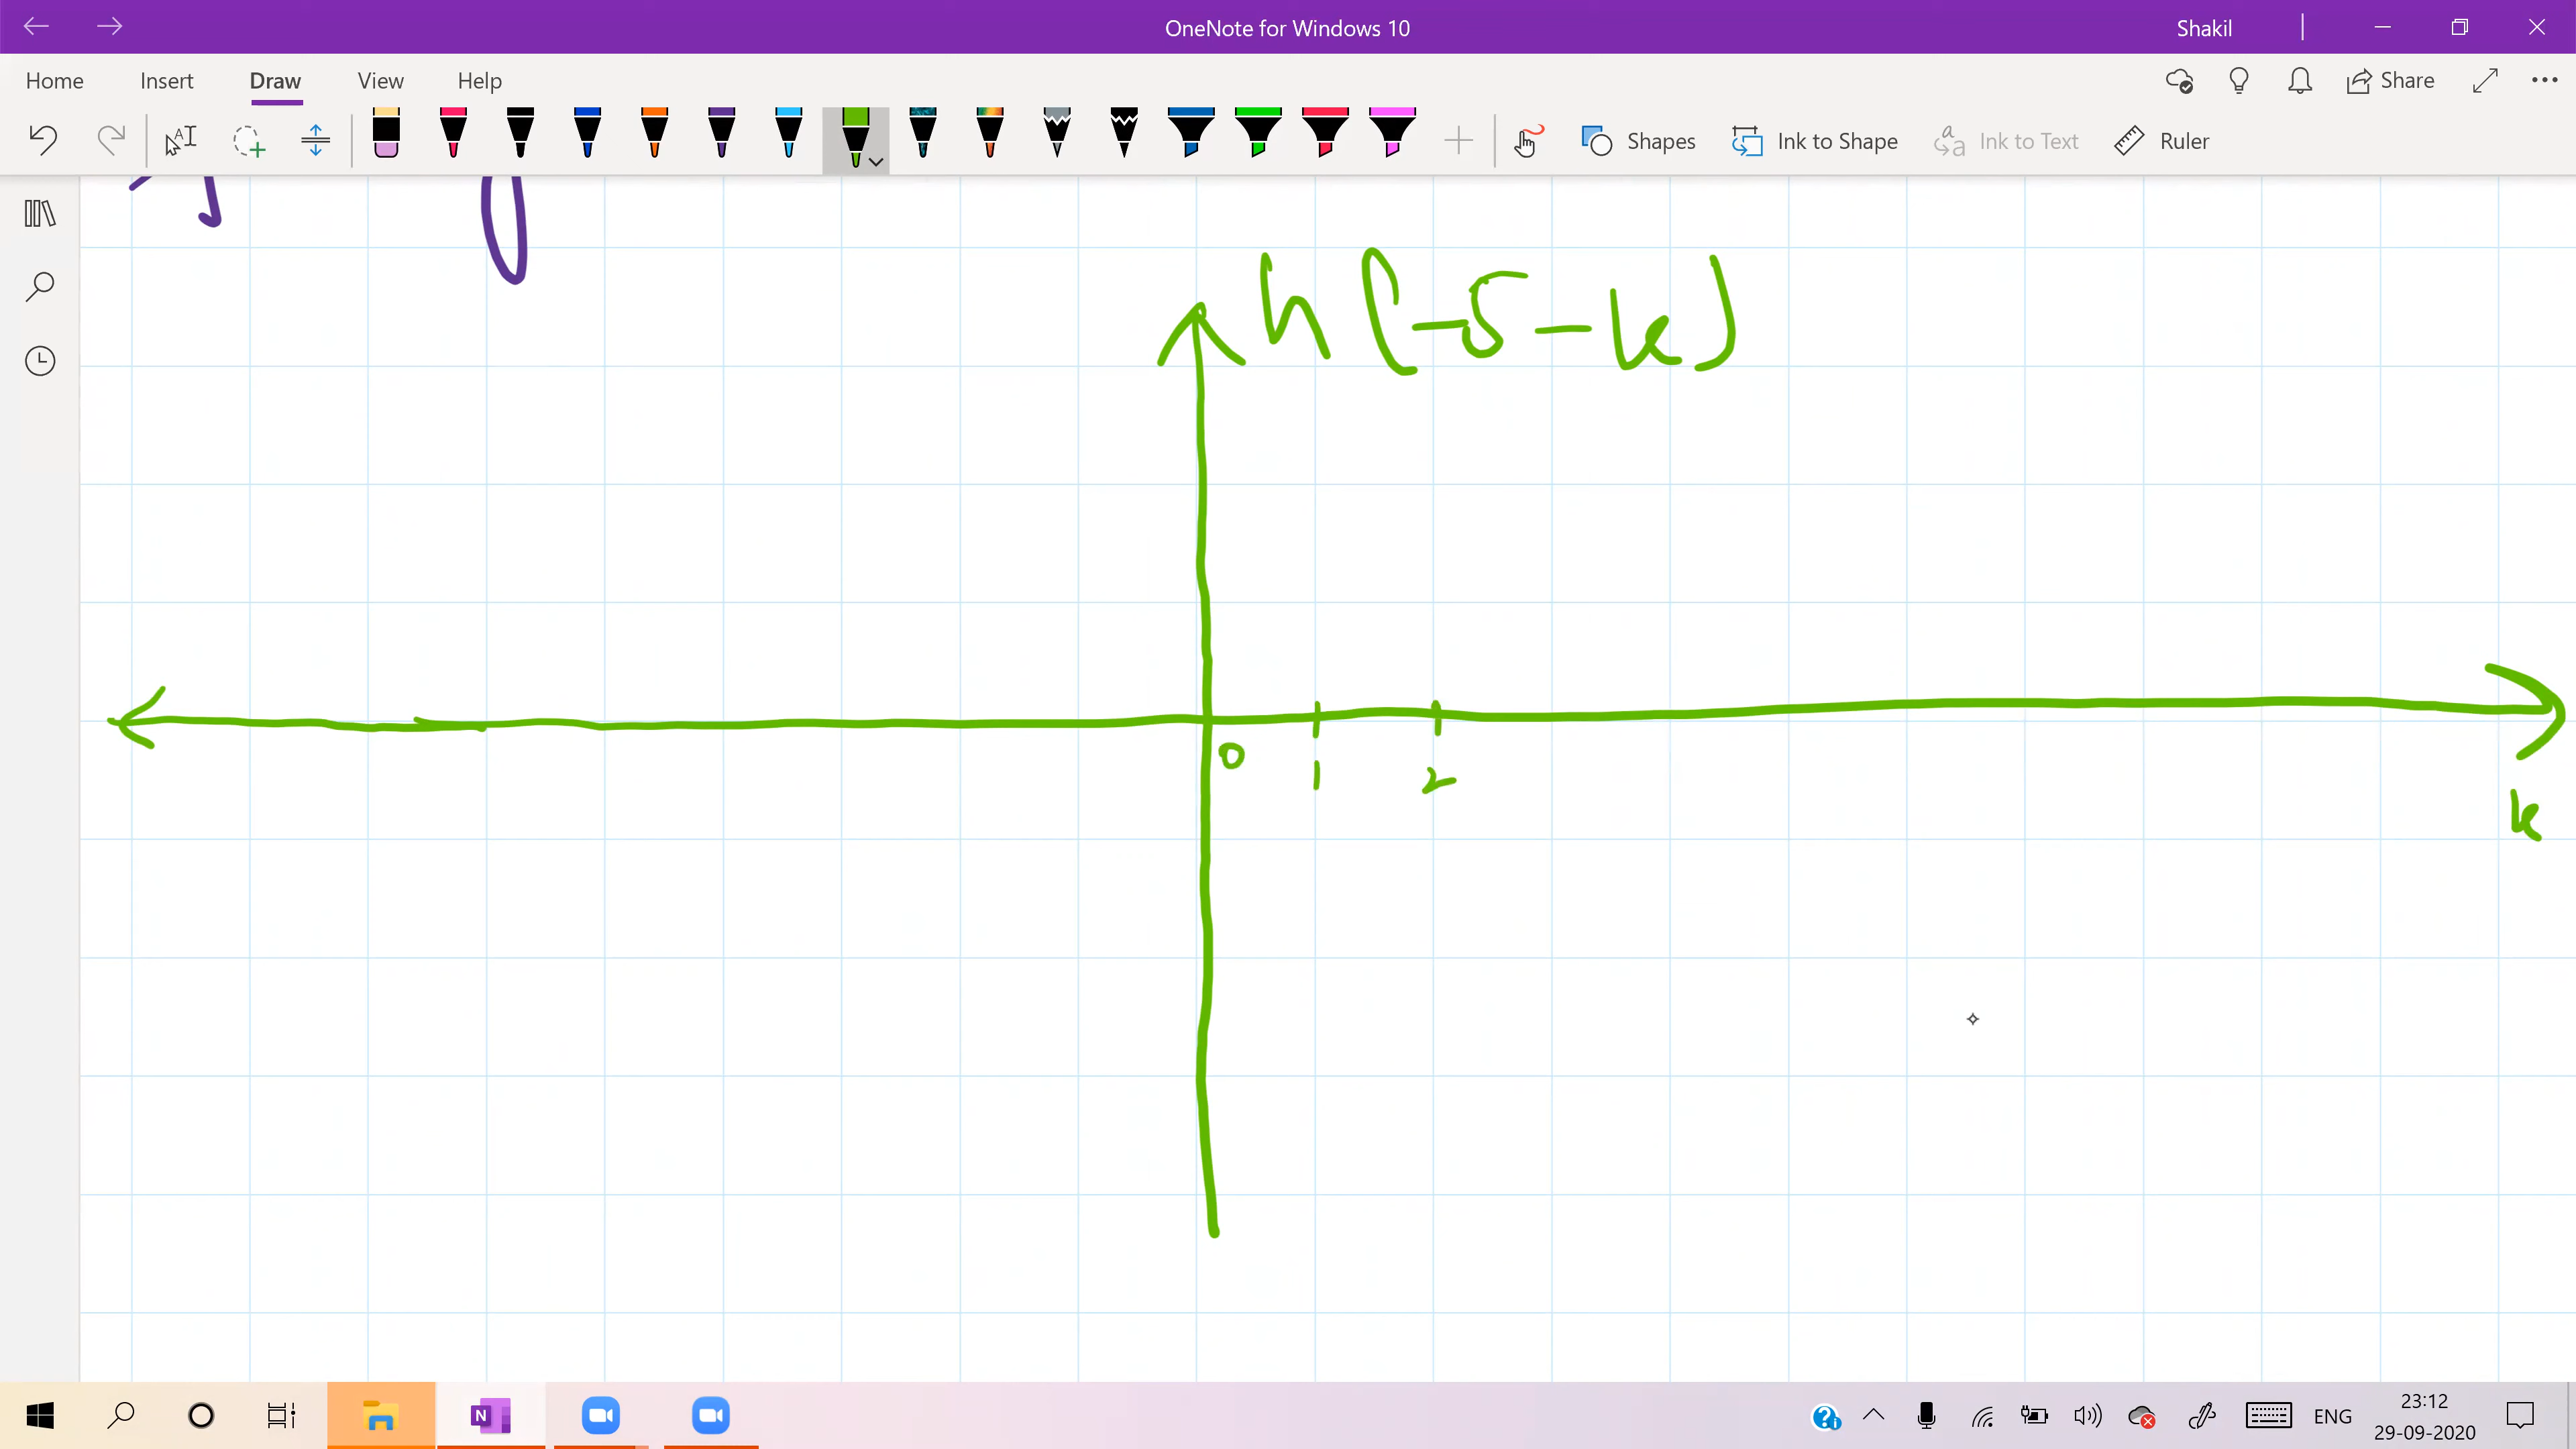 OneNote for Windows 10
Shakil
Home Insert Draw View Help
Share
Shapes Ink to Shape Ink to Text Ruler
h(-5-k)
0 1 2
k
ENG
23:12
29-09-2020